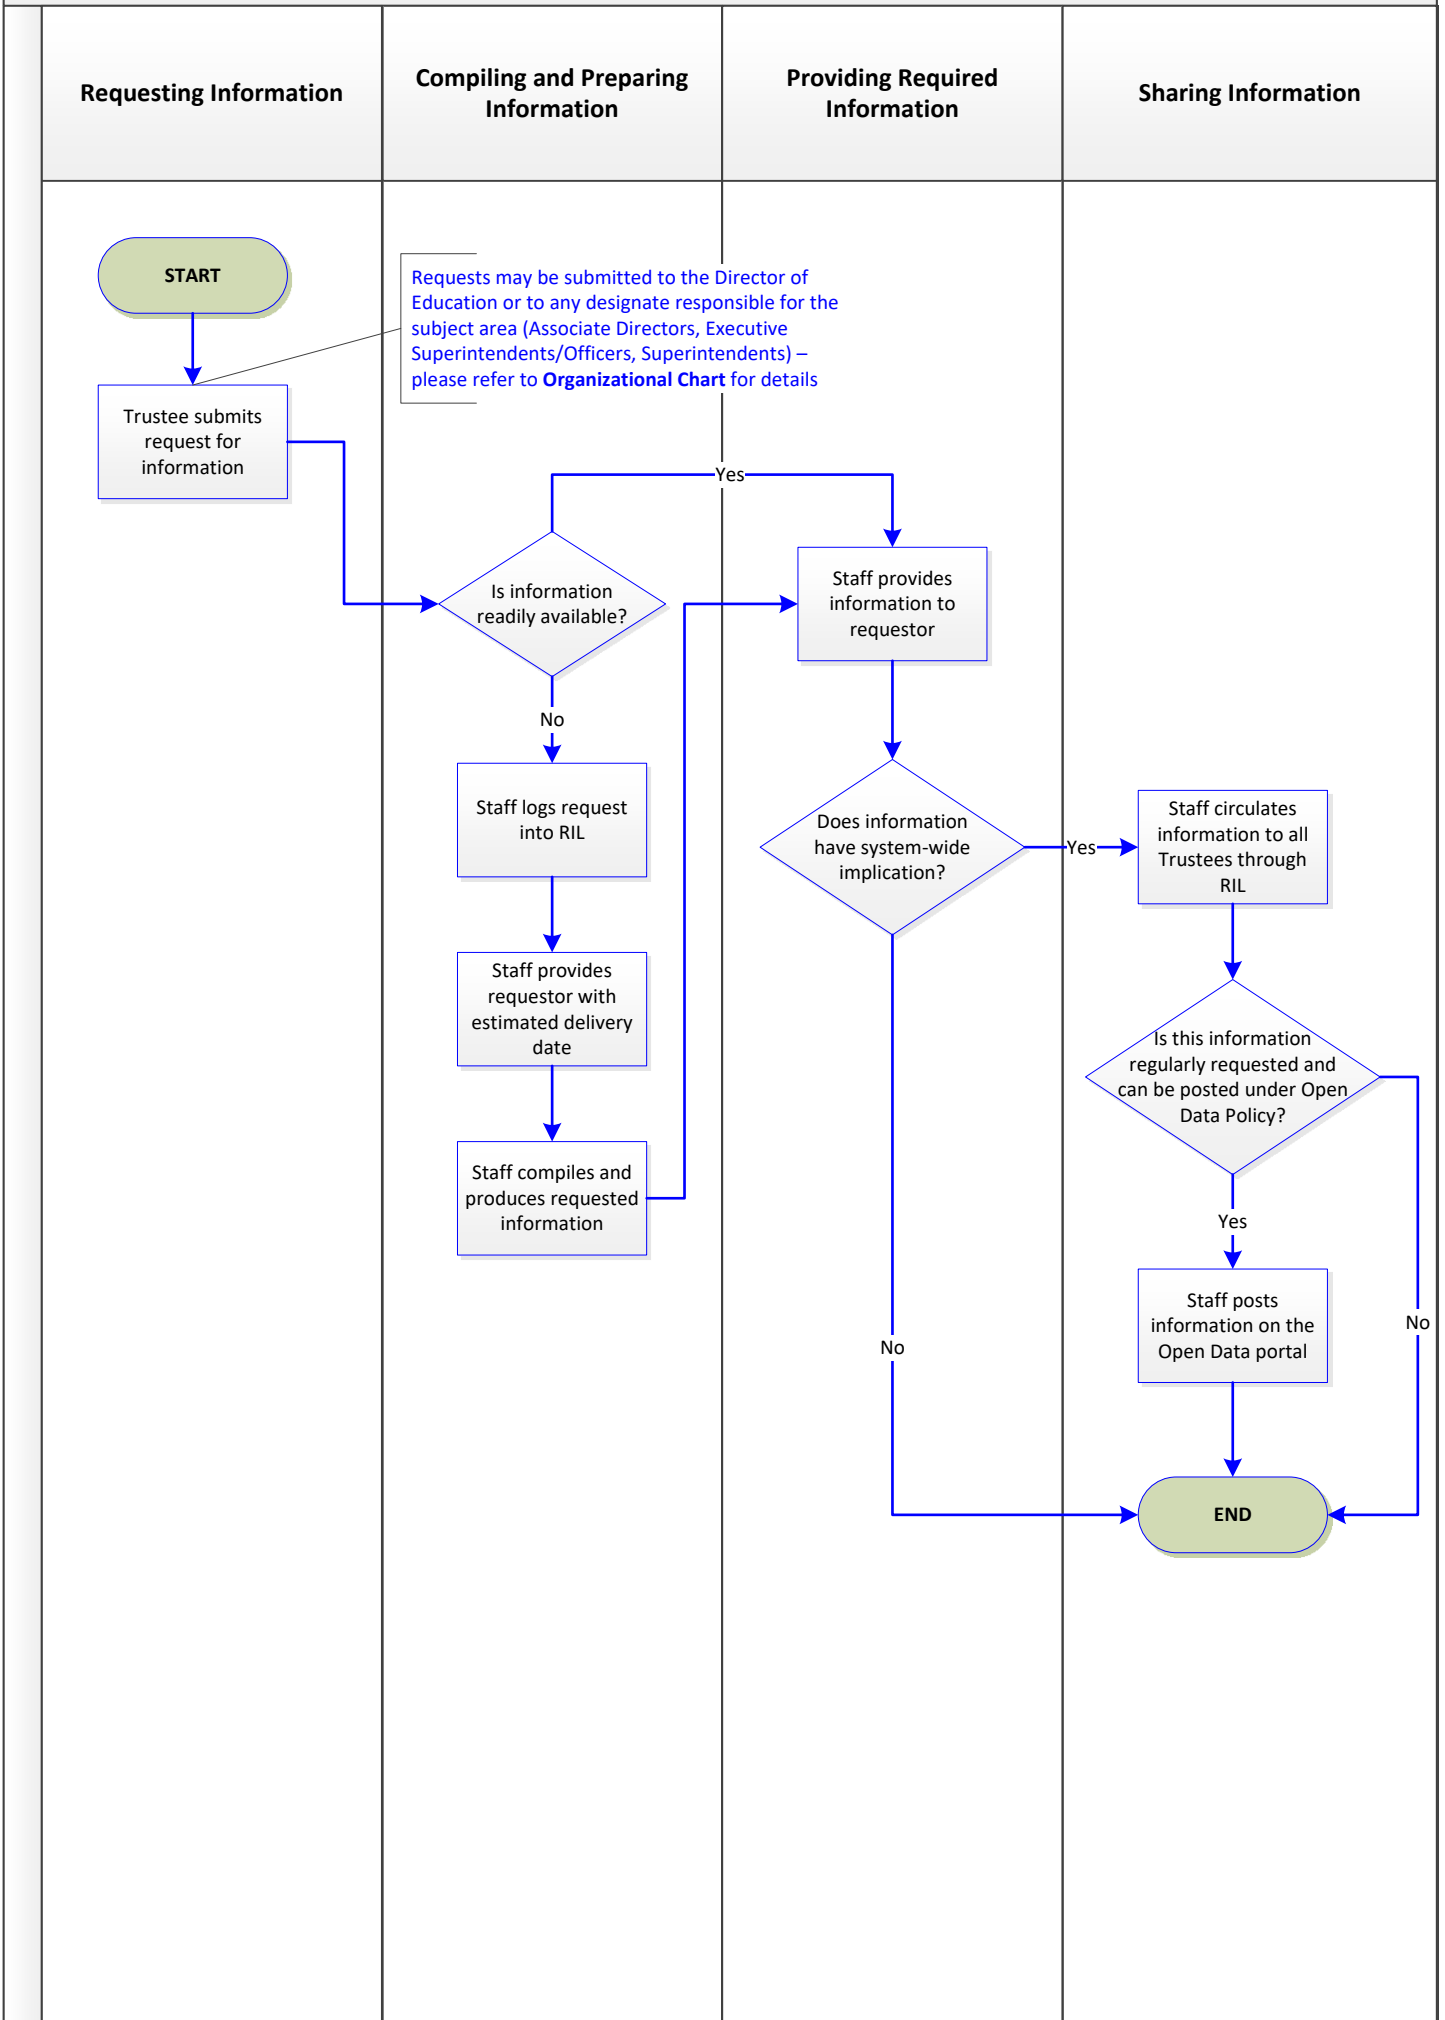 Requesting Information
Compiling and Preparing
Information
Providing Required
Information
Sharing Information
START
Requests may be submitted to the Director of
Education or to any designate responsible for the
subject area (Associate Directors, Executive
Superintendents/Officers, Superintendents) –
please refer to Organizational Chart for details
Trustee submits
request for
information
Yes
Is information
readily available?
Staff provides
information to
requestor
No
Staff logs request
into RIL
Does information
have system-wide
implication?
Yes
Staff circulates
information to all
Trustees through
RIL
Staff provides
requestor with
estimated delivery
date
Is this information
regularly requested and
can be posted under Open
Data Policy?
Staff compiles and
produces requested
information
Yes
Staff posts
information on the
Open Data portal
No
No
END